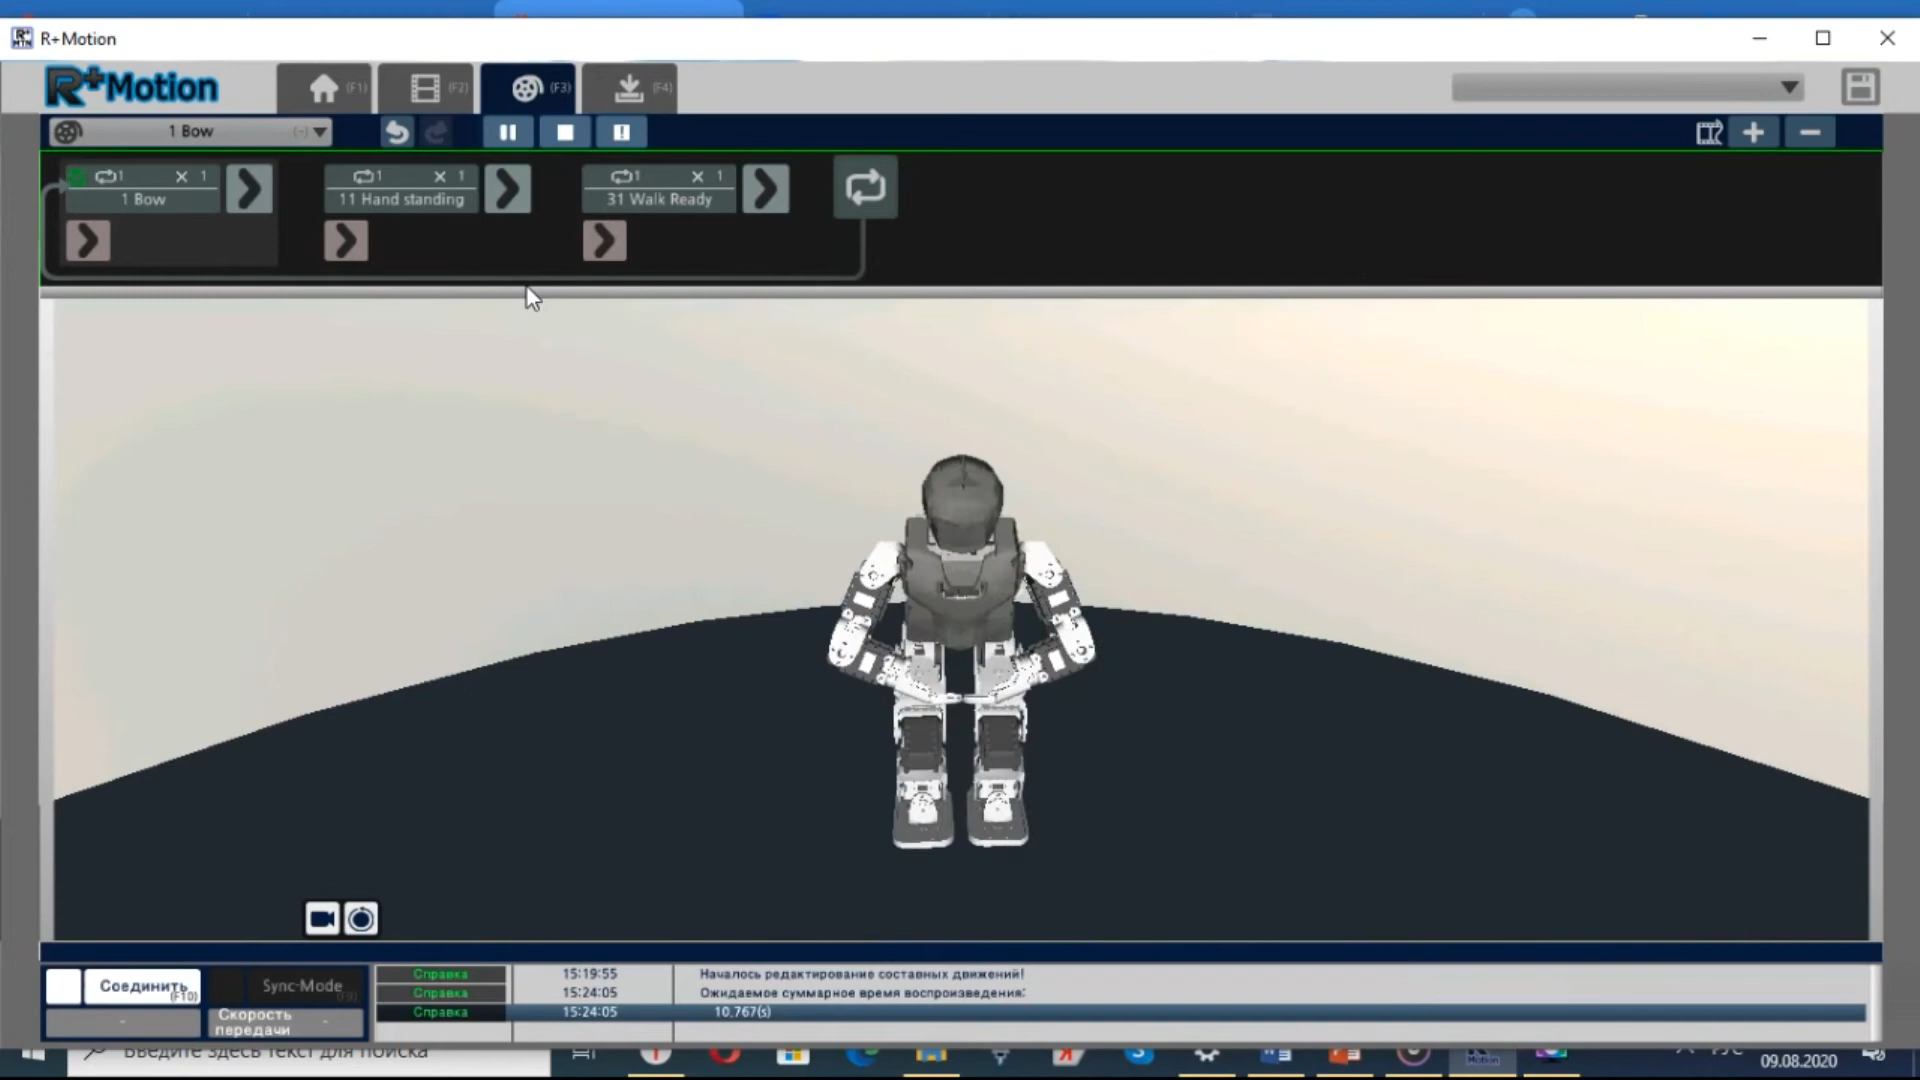 R+Motion
R+Motion
(F1)
(F2)
(F3)
(F4)
1 Bow
(-)
1 X 1
1 Bow
1 X 1
11 Hand standing
1 X 1
31 Walk Ready
Соединить
(F10)
Sync-Mode
(F9)
-
Скорость передачи -
Справка 15:19:55 Началось редактирование составных движений!
Справка 15:24:05 Ожидаемое суммарное время воспроизведения:
Справка 15:24:05 10.767(s)
Введите здесь текст для поиска
РУС
09.08.2020